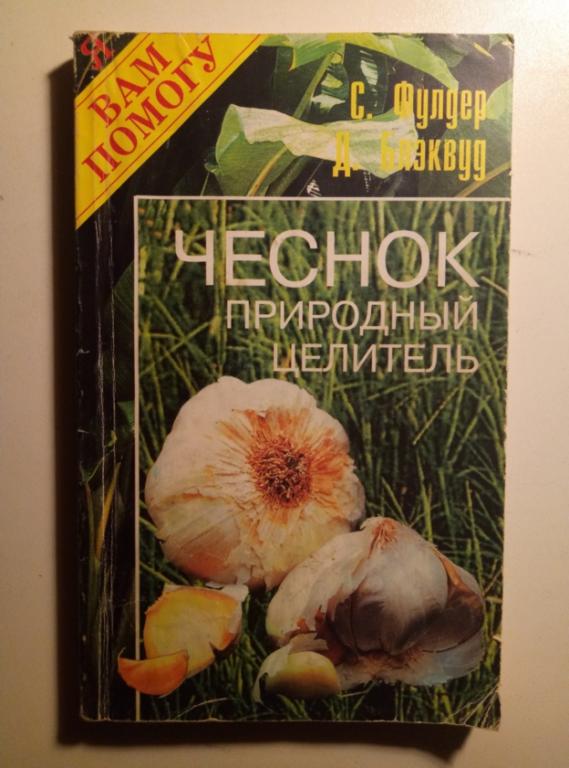 Я
ВАМ
ПОМОГУ
С. Фулдер
Д. Блэквуд
ЧЕСНОК
ПРИРОДНЫЙ
ЦЕЛИТЕЛЬ